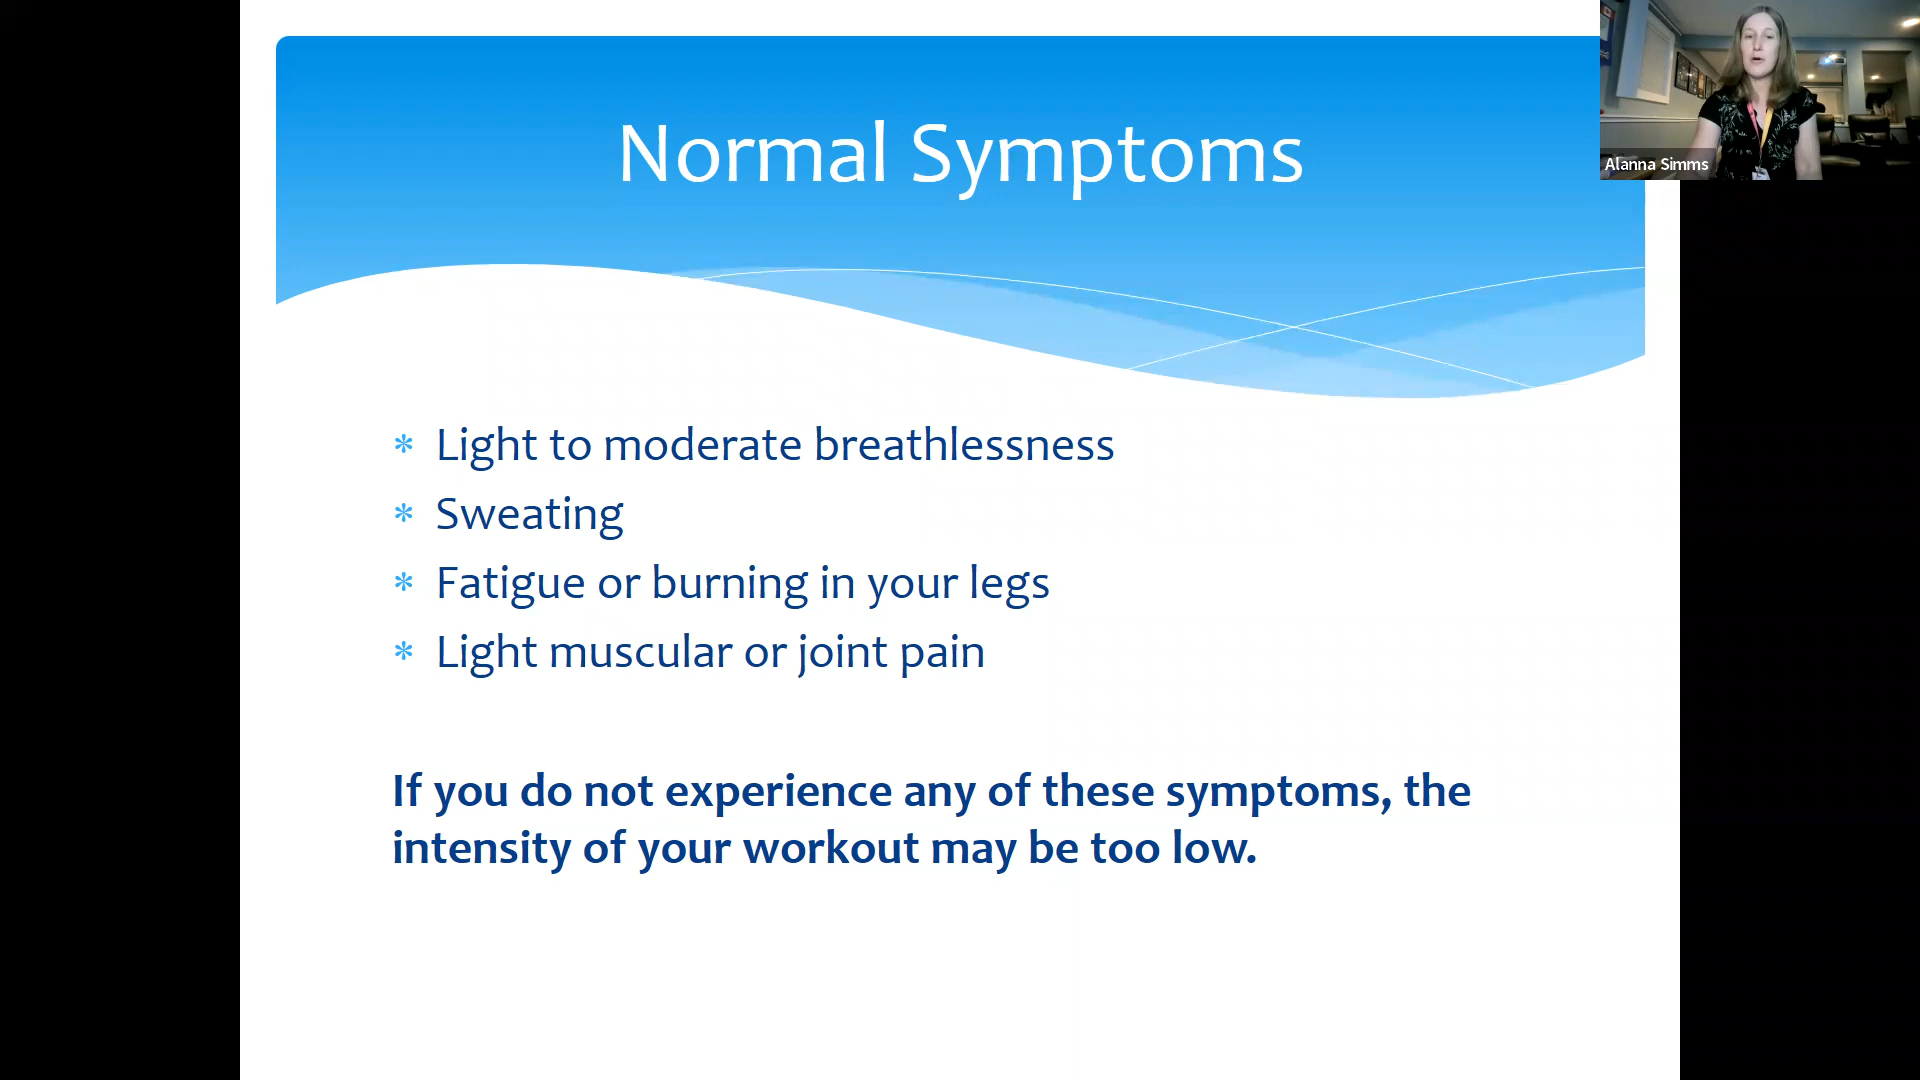 Normal Symptoms
Alanna Simms
* Light to moderate breathlessness
* Sweating
* Fatigue or burning in your legs
* Light muscular or joint pain
If you do not experience any of these symptoms, the
intensity of your workout may be too low.